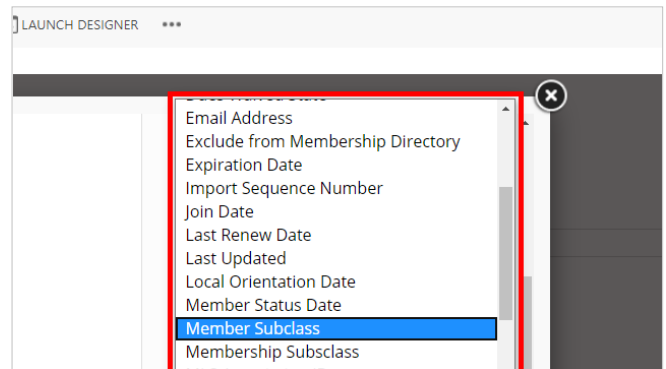 LAUNCH DESIGNER
Email Address
Exclude from Membership Directory
Expiration Date
Import Sequence Number
Join Date
Last Renew Date
Last Updated
Local Orientation Date
Member Status Date
Member Subclass
Membership Subsclass